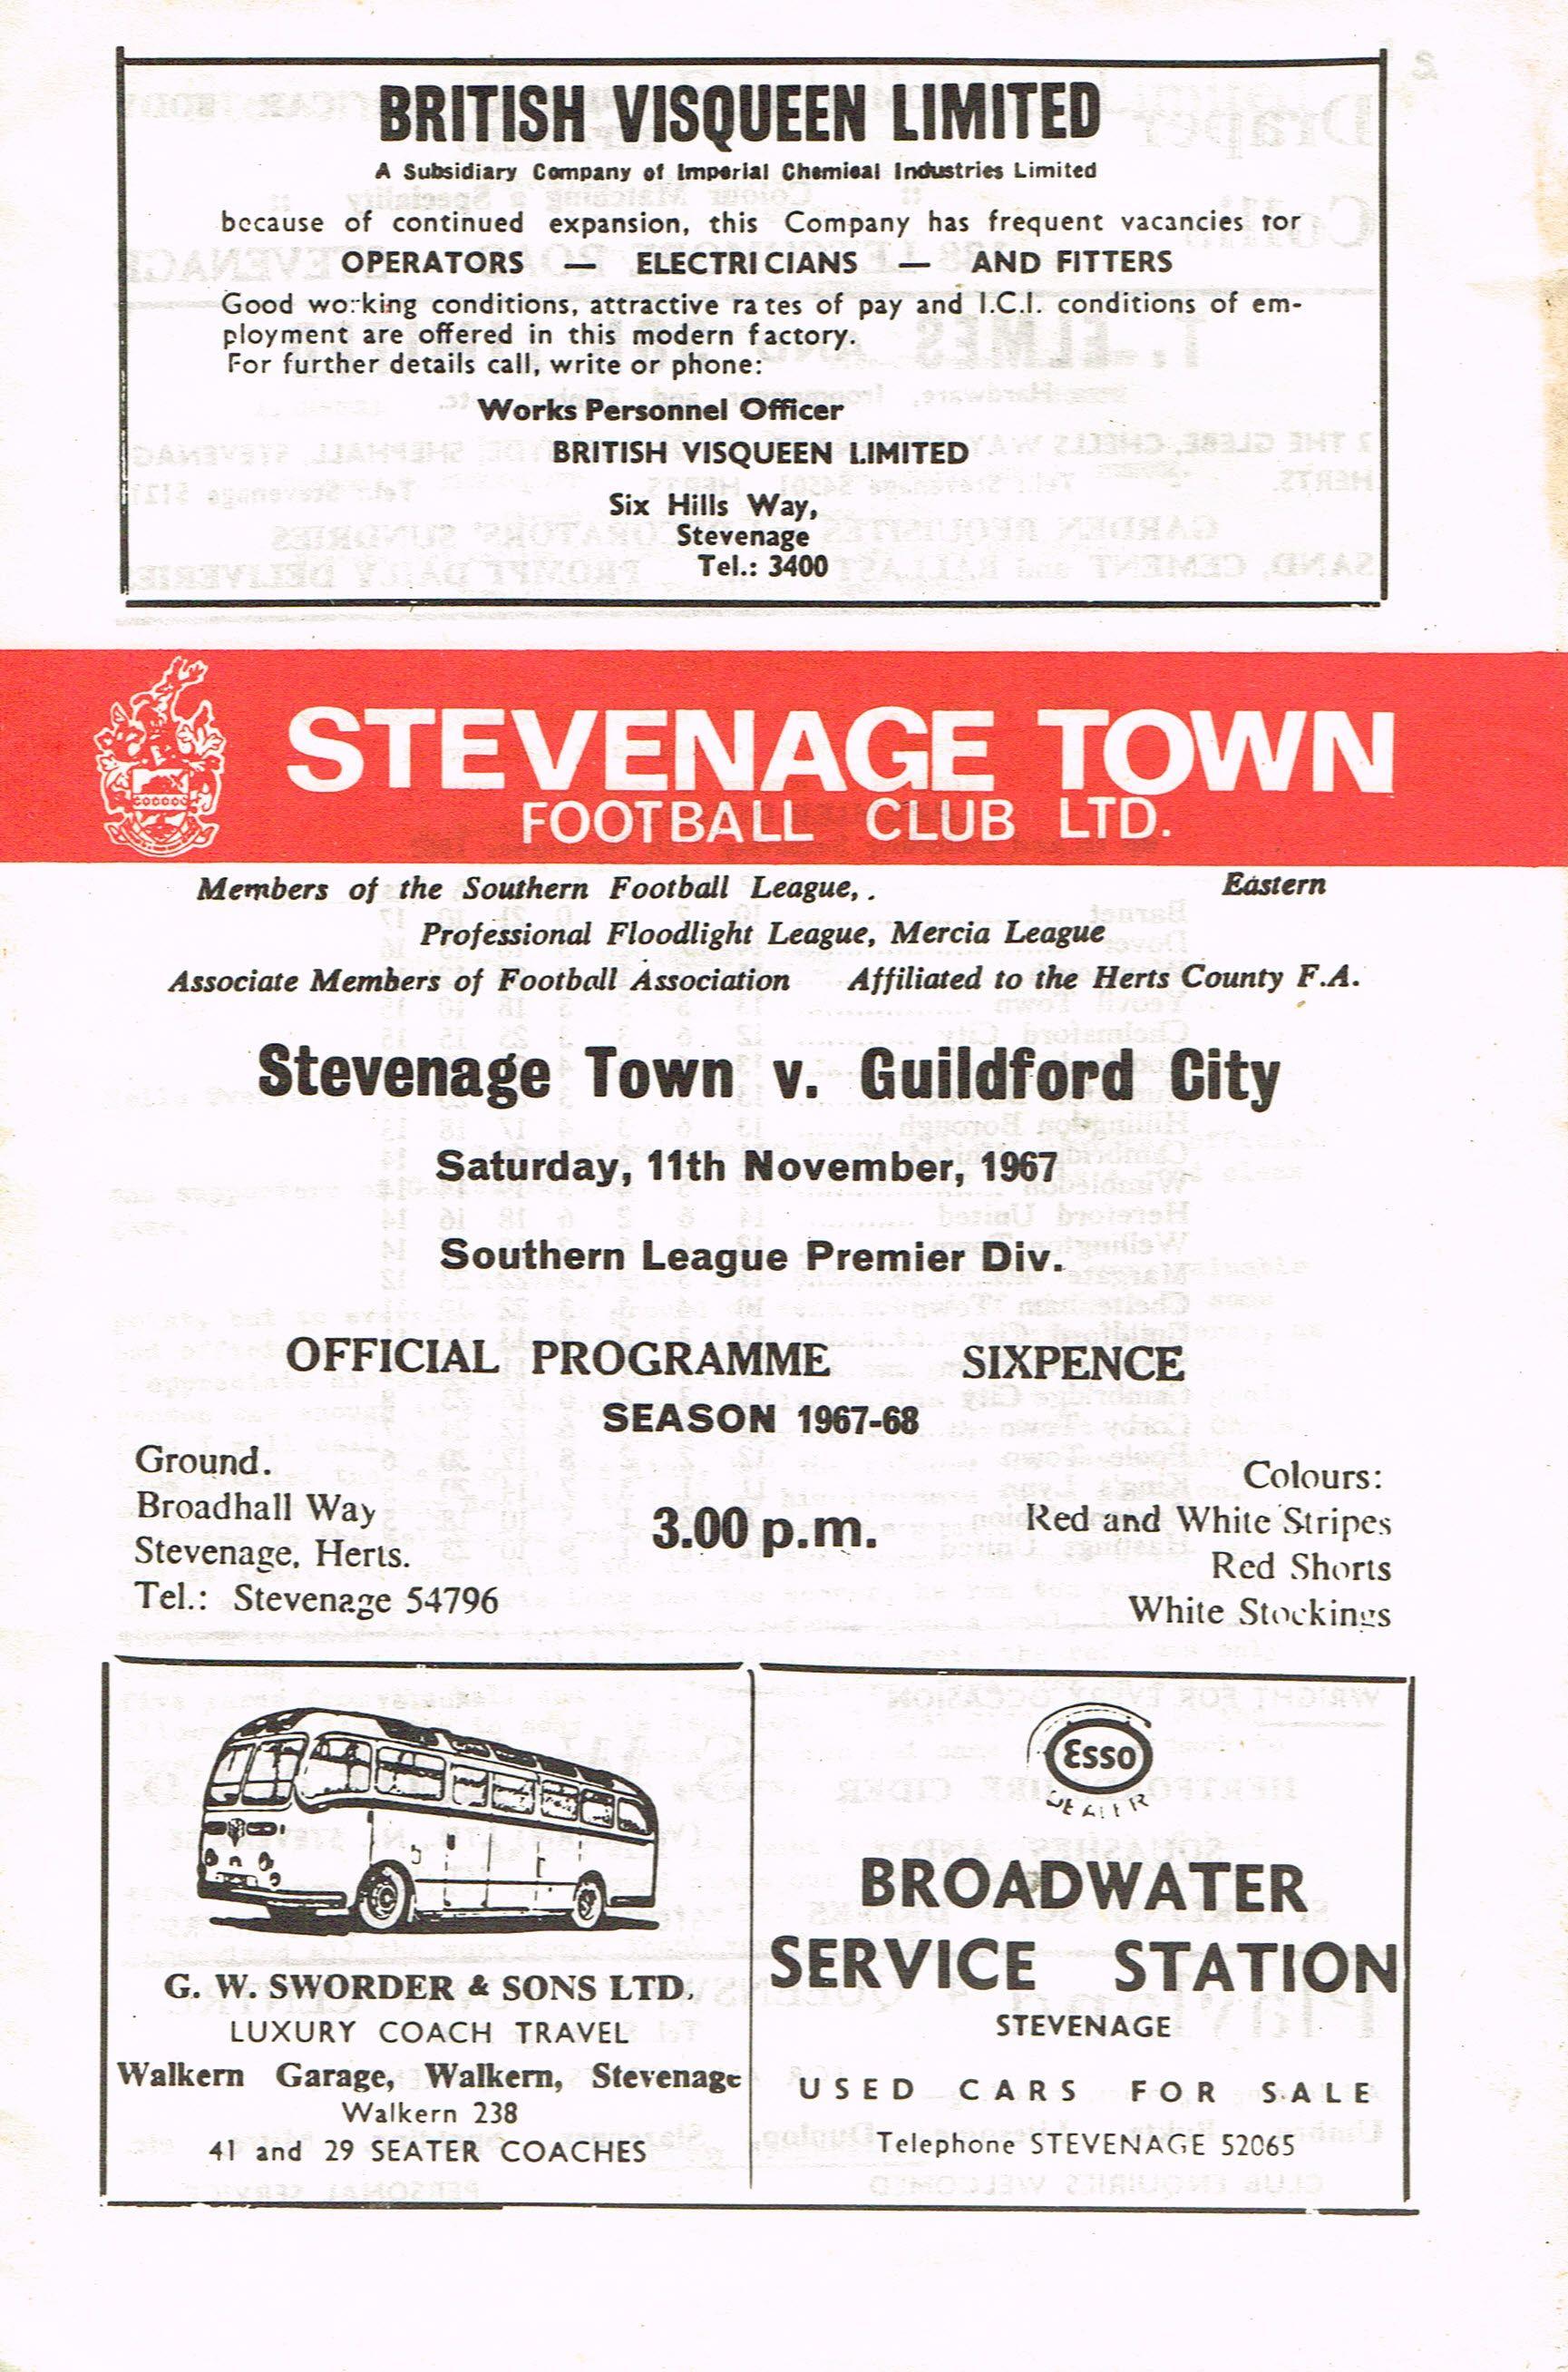 BRITISH VISQUEEN LIMITED
A Subsidiary Company of Imperial Chemical Industries Limited
because of continued expansion, this Company has frequent vacancies for
OPERATORS — ELECTRICIANS — AND FITTERS
Good working conditions, attractive rates of pay and I.C.I. conditions of em-
ployment are offered in this modern factory.
For further details call, write or phone:
Works Personnel Officer
BRITISH VISQUEEN LIMITED
Six Hills Way,
Stevenage
Tel.: 3400
STEVENAGE TOWN
FOOTBALL CLUB LTD.
Members of the Southern Football League, . Eastern
Professional Floodlight League, Mercia League
Associate Members of Football Association Affiliated to the Herts County F.A.
Stevenage Town v. Guildford City
Saturday, 11th November, 1967
Southern League Premier Div.
OFFICIAL PROGRAMME SIXPENCE
SEASON 1967-68
Ground.
Broadhall Way
Stevenage, Herts.
Tel.: Stevenage 54796
3.00 p.m.
Colours:
Red and White Stripes
Red Shorts
White Stockings
G. W. SWORDER & SONS LTD.
LUXURY COACH TRAVEL
Walkern Garage, Walkern, Stevenage
Walkern 238
41 and 29 SEATER COACHES
Esso
DEALER
BROADWATER
SERVICE STATION
STEVENAGE
USED CARS FOR SALE
Telephone STEVENAGE 52065